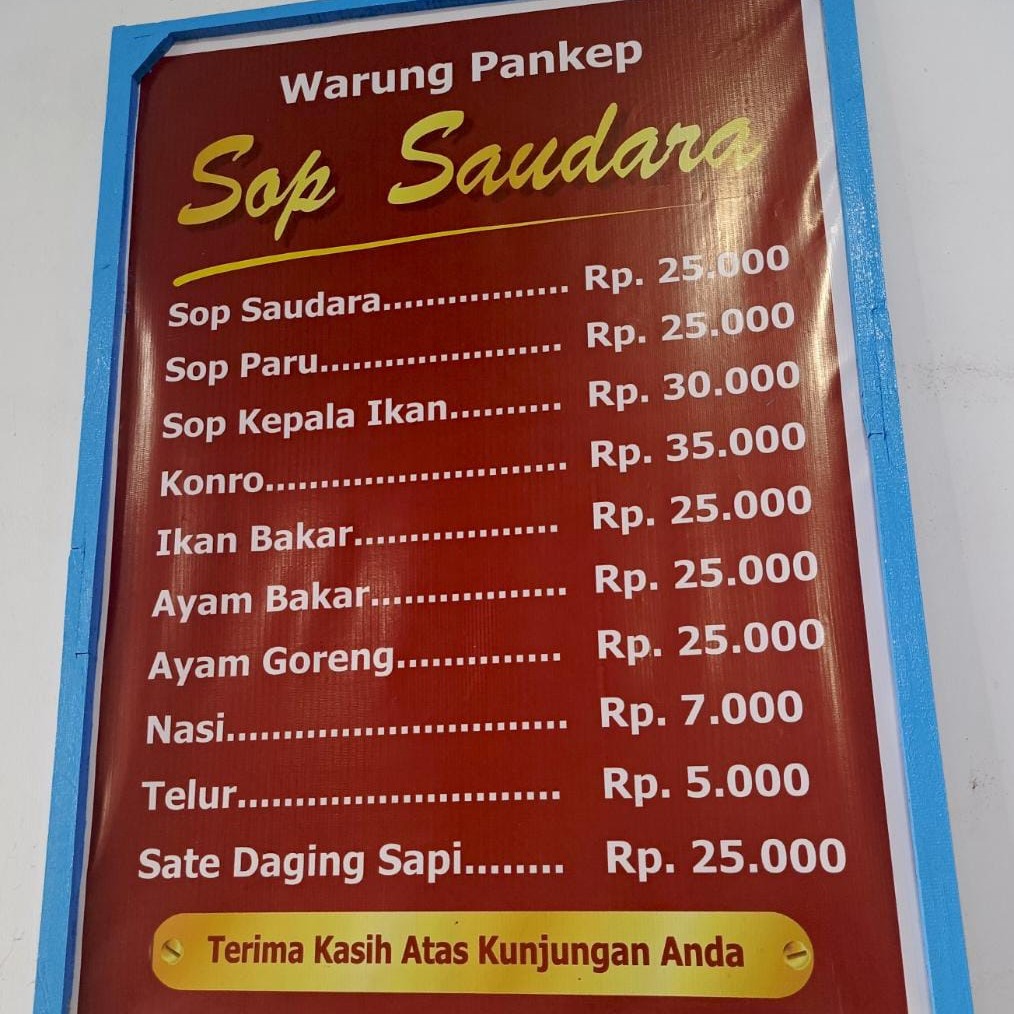 Warung Pankep
Sop Saudara
Sop Saudara................. Rp. 25.000
Sop Paru...................... Rp. 25.000
Sop Kepala Ikan.......... Rp. 30.000
Konro........................... Rp. 35.000
Ikan Bakar.................. Rp. 25.000
Ayam Bakar................. Rp. 25.000
Ayam Goreng.............. Rp. 25.000
Nasi.............................. Rp. 7.000
Telur............................ Rp. 5.000
Sate Daging Sapi........ Rp. 25.000
Terima Kasih Atas Kunjungan Anda